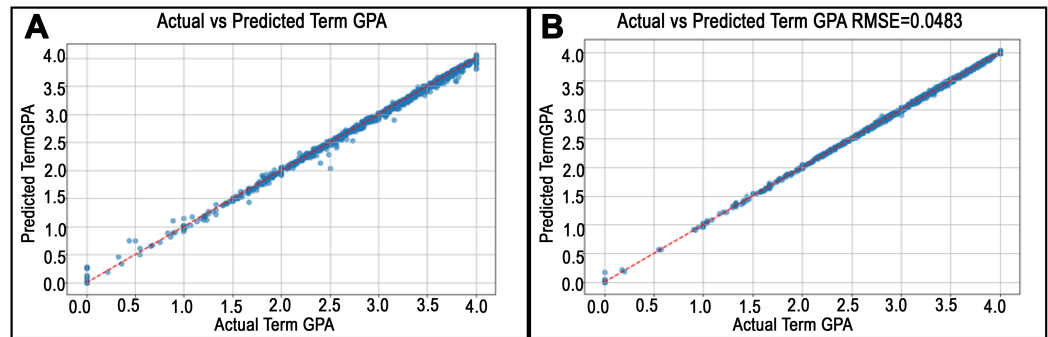 A
Actual vs Predicted Term GPA
4.0
3.5
3.0
2.5
2.0
1.5
1.0
0.5
0.0
Predicted TermGPA
0.0 0.5 1.0 1.5 2.0 2.5 3.0 3.5 4.0
Actual Term GPA
B
Actual vs Predicted Term GPA RMSE=0.0483
4.0
3.5
3.0
2.5
2.0
1.5
1.0
0.5
0.0
Predicted TermGPA
0.0 0.5 1.0 1.5 2.0 2.5 3.0 3.5 4.0
Actual Term GPA